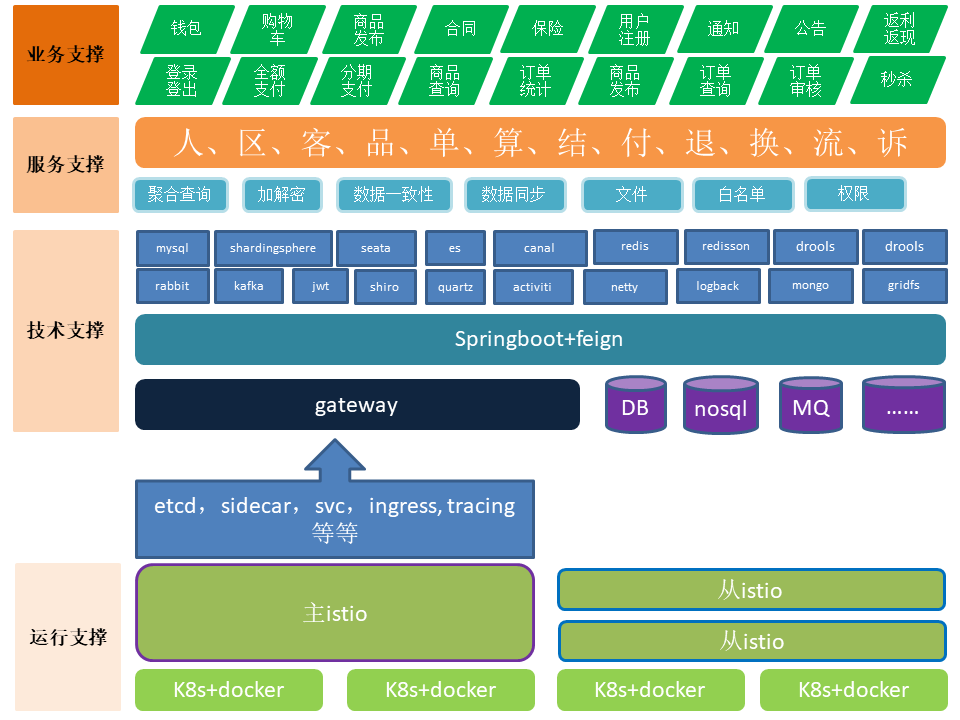 业务支撑
钱包
购物
车
商品
发布
合同
保险
用户
注册
通知
公告
返利
返现
登录
登出
全额
支付
分期
支付
商品
查询
订单
统计
商品
发布
订单
查询
订单
审核
秒杀
服务支撑
人、区、客、品、单、算、结、付、退、换、流、诉
聚合查询
加解密
数据一致性
数据同步
文件
白名单
权限
技术支撑
mysql
shardingsphere
seata
es
canal
redis
redisson
drools
drools
rabbit
kafka
jwt
shiro
quartz
activiti
netty
logback
mongo
gridfs
Springboot+feign
gateway
DB
nosql
MQ
……
etcd，sidecar，svc，ingress, tracing
等等
运行支撑
主istio
从istio
从istio
K8s+docker
K8s+docker
K8s+docker
K8s+docker